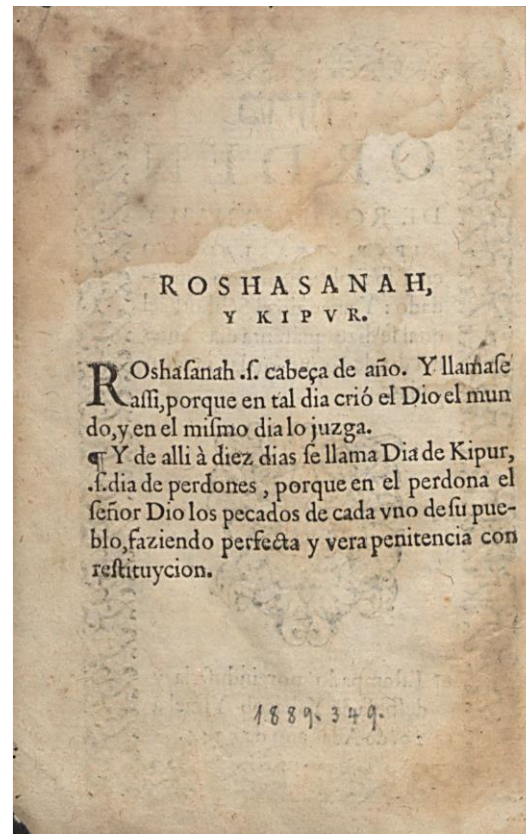 ROSHASANAH,
Y KIPVR.
ROshaſanah .ſ. cabeça de año. Y llamaſe
aſſi, porque en tal dia crió el Dio el mun
do, y en el miſmo dia lo juzga.
¶ Y de alli à diez dias ſe llama Dia de Kipur,
.ſ. dia de perdones, porque en el perdona el
ſeñor Dio los pecados de cada vno de ſu pue-
blo, faziendo perfecta y vera penitencia con
reſtituycion.
1889. 349.